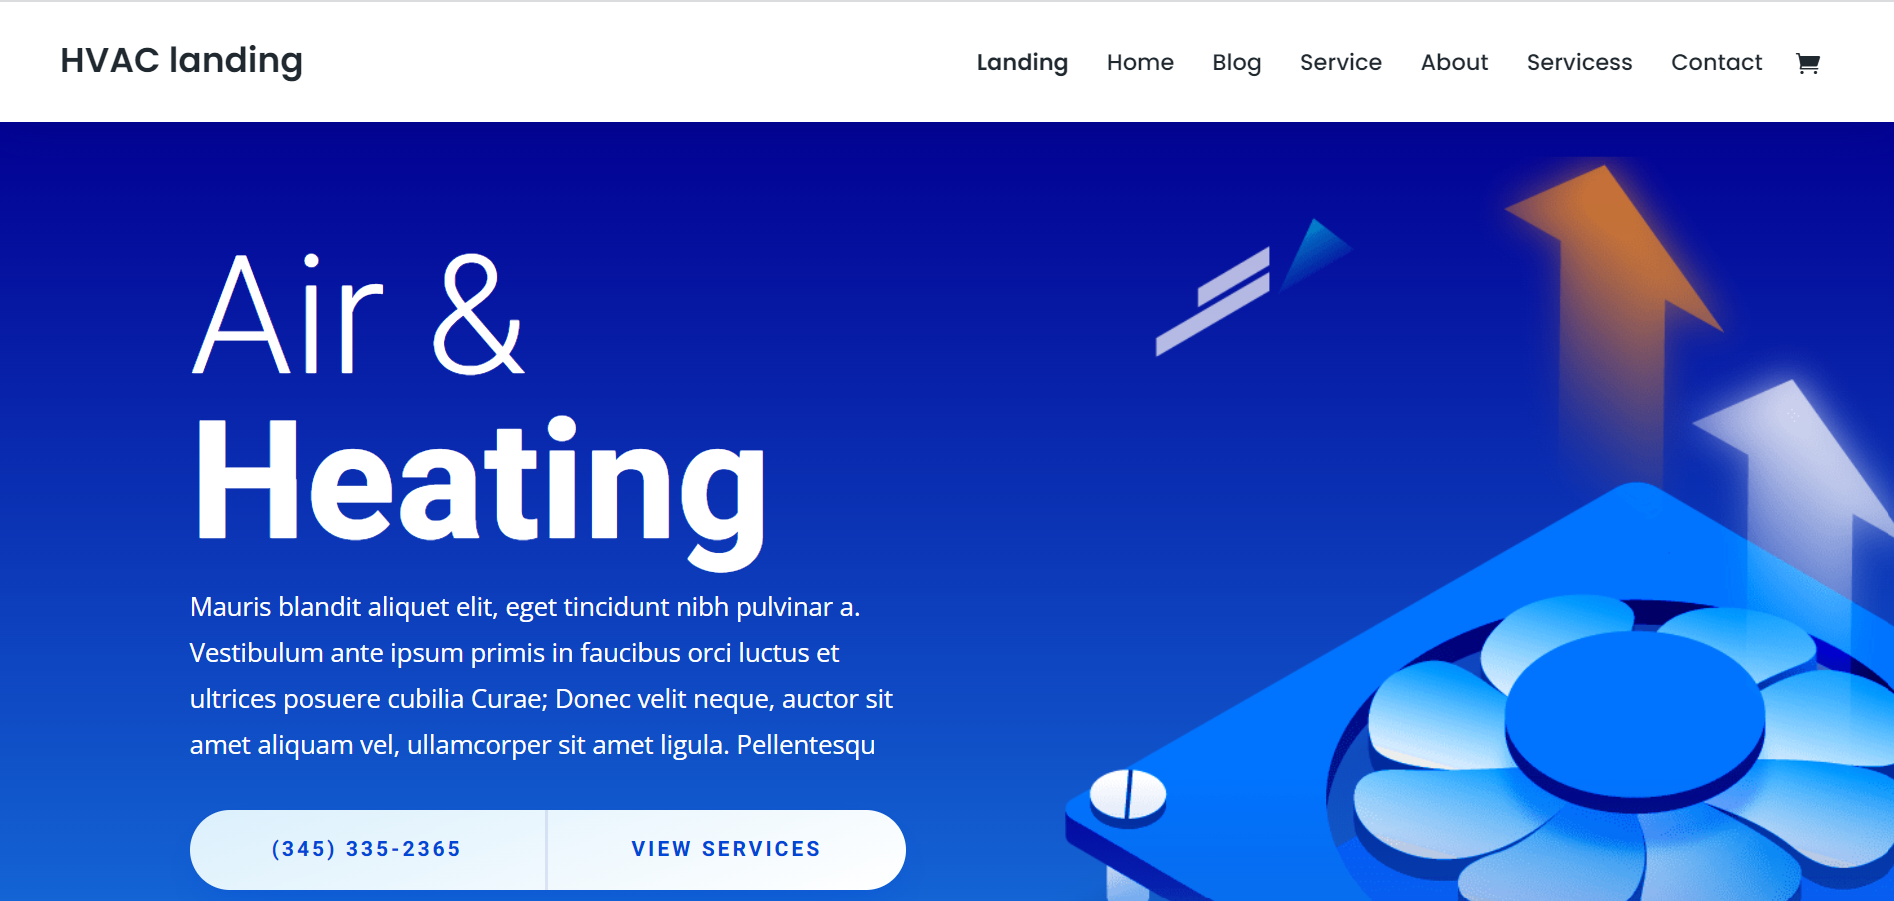 HVAC landing
Landing Home Blog Service About Servicess Contact
Air &
Heating
Mauris blandit aliquet elit, eget tincidunt nibh pulvinar a.
Vestibulum ante ipsum primis in faucibus orci luctus et
ultrices posuere cubilia Curae; Donec velit neque, auctor sit
amet aliquam vel, ullamcorper sit amet ligula. Pellentesqu
(345) 335-2365 VIEW SERVICES